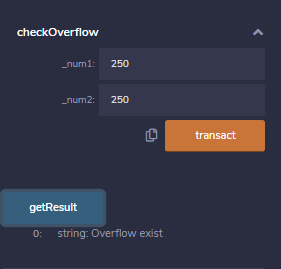 checkOverflow
_num1: 250
_num2: 250
transact
getResult
0: string: Overflow exist